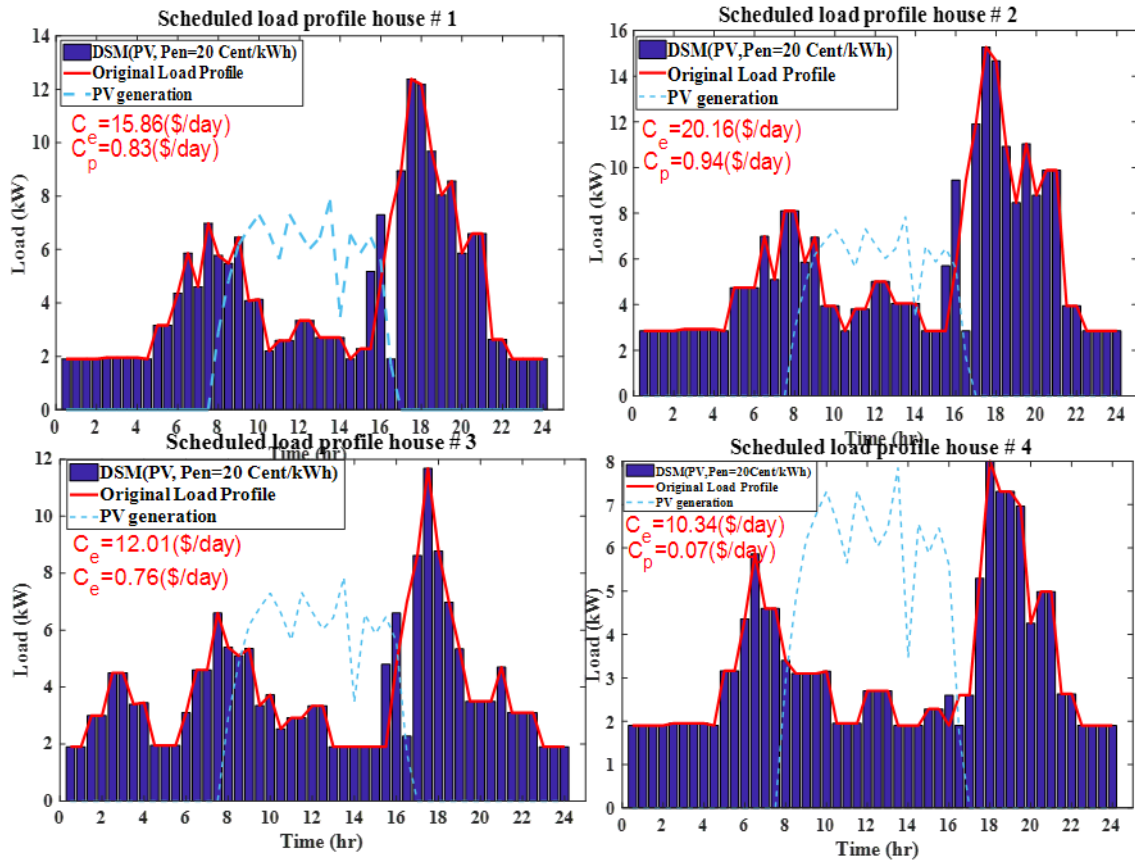 Scheduled load profile house # 1
14
12
10
8
6
4
2
0
Load (kW)
DSM(PV, Pen=20 Cent/kWh)
Original Load Profile
PV generation
C_e=15.86($/day)
C_p=0.83($/day)
0 2 4 6 8 10 12 14 16 18 20 22 24
Time (hr)
Scheduled load profile house # 2
16
14
12
10
8
6
4
2
0
Load (kW)
DSM(PV,Pen=20 Cent/kWh)
Original Load Profile
PV generation
C_e=20.16($/day)
C_p=0.94($/day)
0 2 4 6 8 10 12 14 16 18 20 22 24
Time (hr)
Scheduled load profile house # 3
12
10
8
6
4
2
0
Load (kW)
DSM(PV, Pen=20 Cent/kWh)
Original Load Profile
PV generation
C_e=12.01($/day)
C_e=0.76($/day)
0 2 4 6 8 10 12 14 16 18 20 22 24
Time (hr)
Scheduled load profile house # 4
8
7
6
5
4
3
2
1
0
Load (kW)
DSM(PV, Pen=20Cent/kWh)
Original Load Profile
PV generation
C_e=10.34($/day)
C_p=0.07($/day)
0 2 4 6 8 10 12 14 16 18 20 22 24
Time (hr)